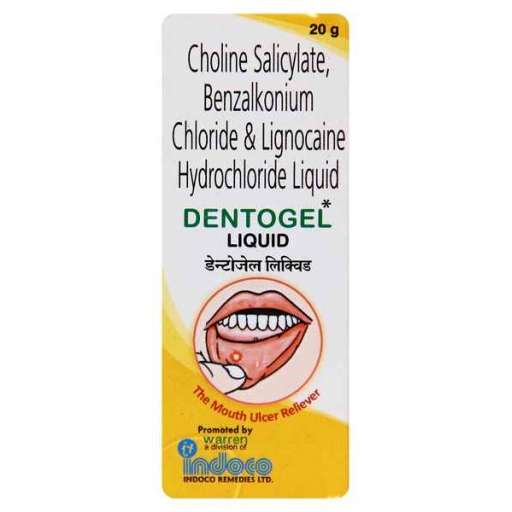 20 g
Choline Salicylate,
Benzalkonium
Chloride & Lignocaine
Hydrochloride Liquid
DENTOGEL*
LIQUID
डेन्टोजेल लिक्विड
The Mouth Ulcer Reliever
Promoted by
warren
a division of
indoco
INDOCO REMEDIES LTD.